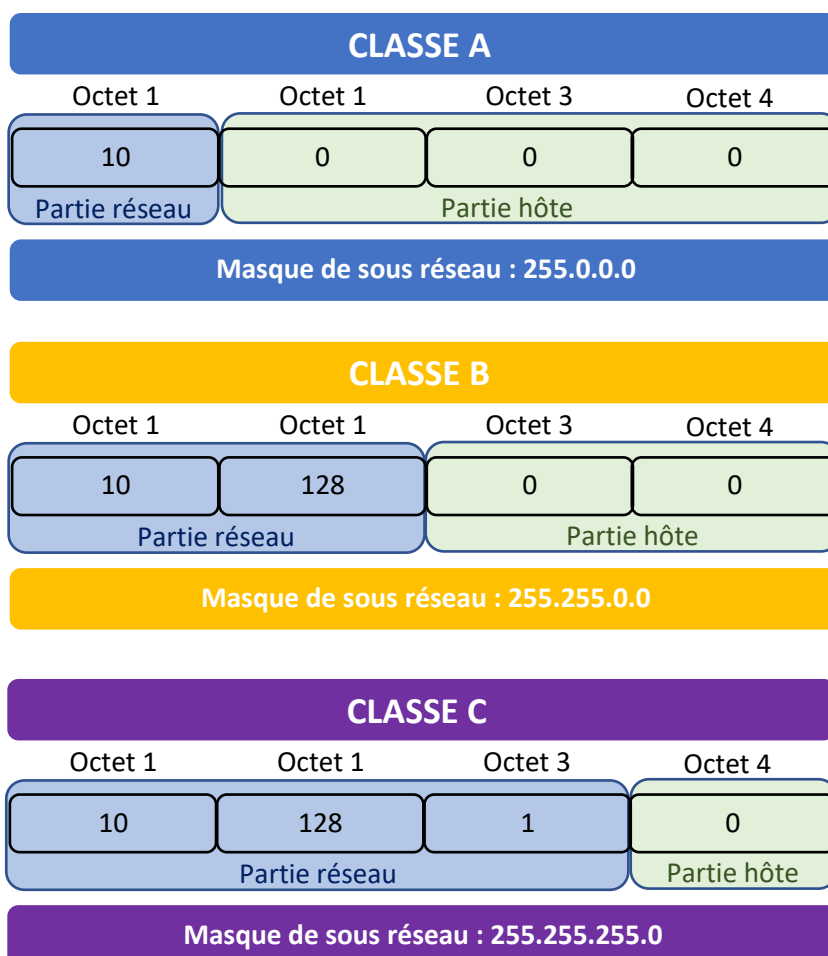 CLASSE A
Octet 1 Octet 1 Octet 3 Octet 4
10 0 0 0
Partie réseau Partie hôte
Masque de sous réseau : 255.0.0.0
CLASSE B
Octet 1 Octet 1 Octet 3 Octet 4
10 128 0 0
Partie réseau Partie hôte
Masque de sous réseau : 255.255.0.0
CLASSE C
Octet 1 Octet 1 Octet 3 Octet 4
10 128 1 0
Partie réseau Partie hôte
Masque de sous réseau : 255.255.255.0